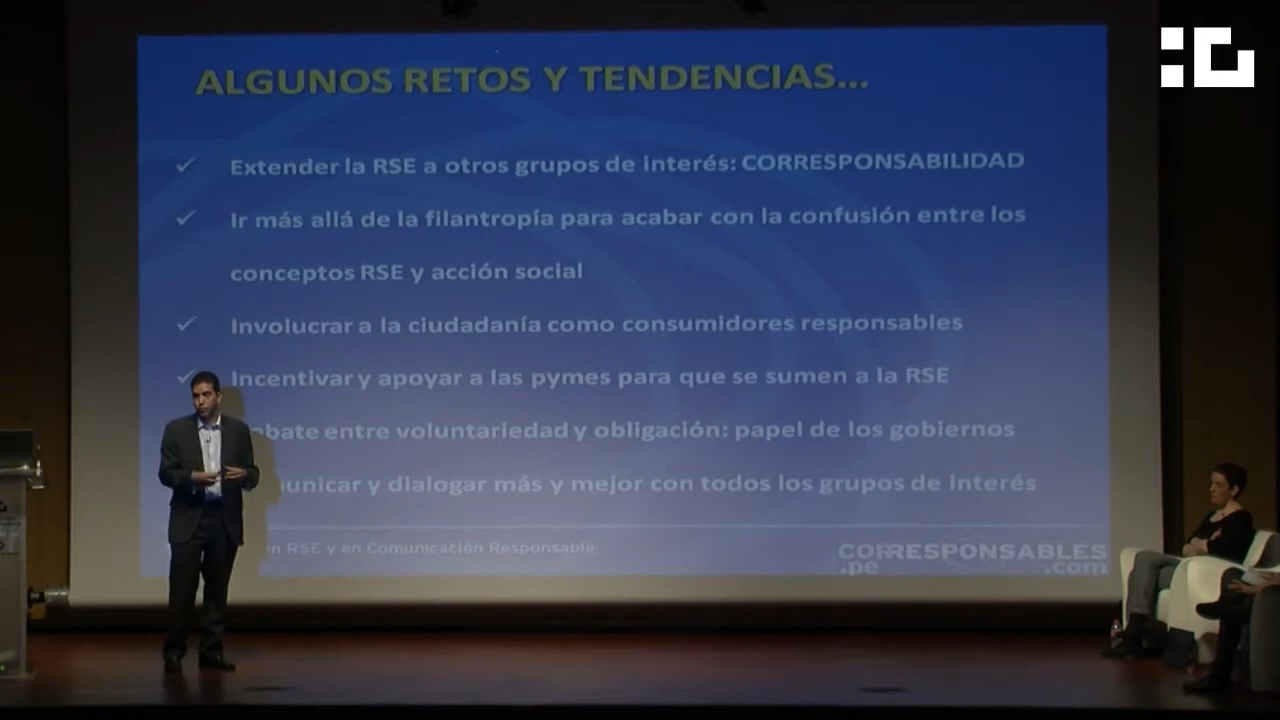 ALGUNOS RETOS Y TENDENCIAS...
✓ Extender la RSE a otros grupos de interés: CORRESPONSABILIDAD
✓ Ir más allá de la filantropía para acabar con la confusión entre los
conceptos RSE y acción social
✓ Involucrar a la ciudadanía como consumidores responsables
✓ Incentivar y apoyar a las pymes para que se sumen a la RSE
bate entre voluntariedad y obligación: papel de los gobiernos
unicar y dialogar más y mejor con todos los grupos de interés
n RSE y en Comunicación Responsable
CORRESPONSABLES
.pe .com